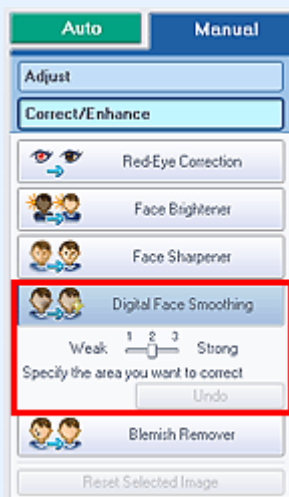 Auto Manual
Adjust
Correct/Enhance
Red-Eye Correction
Face Brightener
Face Sharpener
Digital Face Smoothing
1 2 3
Weak Strong
Specify the area you want to correct
Undo
Blemish Remover
Reset Selected Image